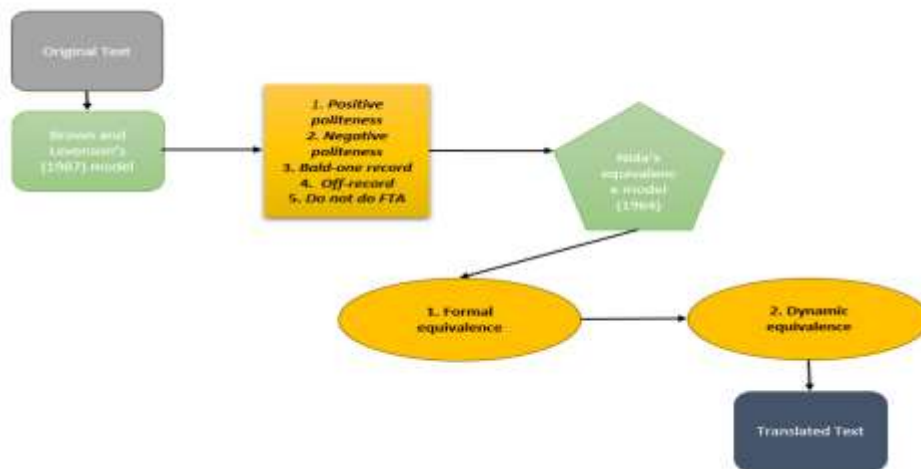 Original Text
Brown and
Levenson's
(1987) model
1. Positive
politeness
2. Negative
politeness
3. Bald-one record
4. Off-record
5. Do not do FTA
Nida's
equivalenc
e model
(1964)
1. Formal
equivalence
2. Dynamic
equivalence
Translated Text